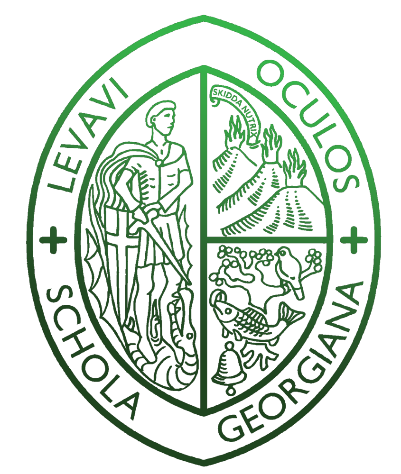 LEVAVI OCULOS
SKIDDA NUTRIX
SCHOLA GEORGIANA